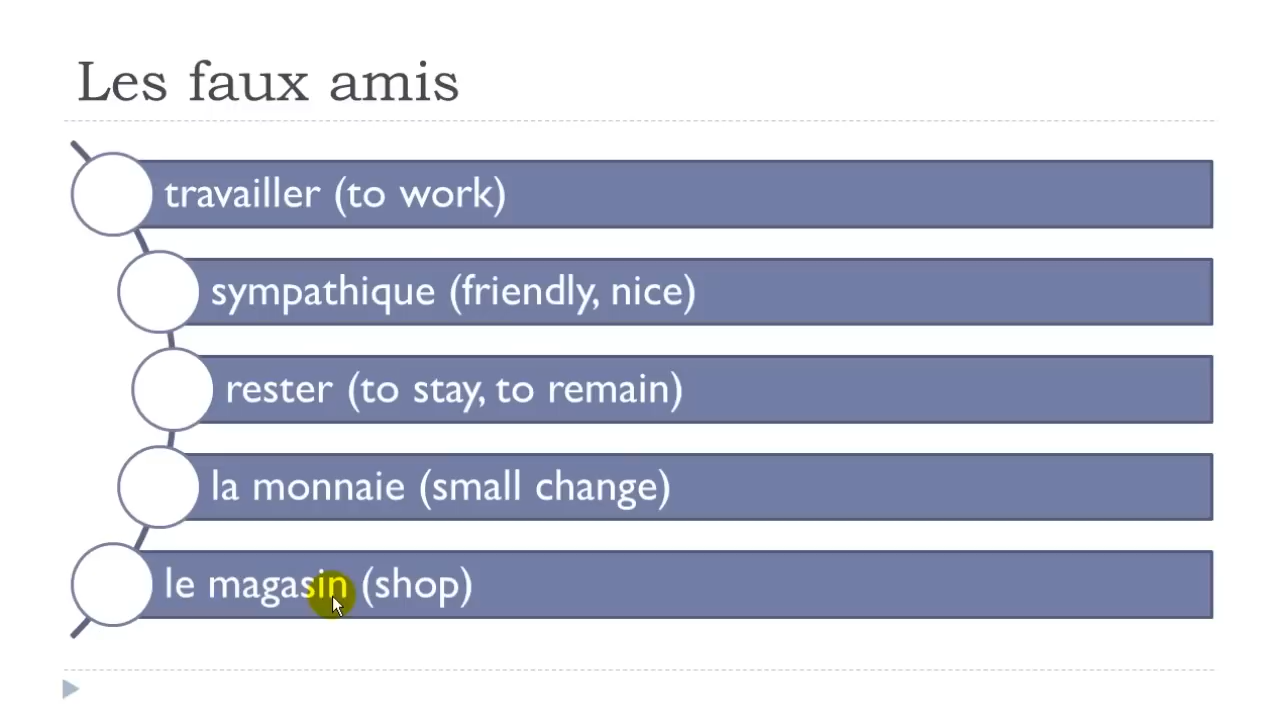 Les faux amis
travailler (to work)
sympathique (friendly, nice)
rester (to stay, to remain)
la monnaie (small change)
le magasin (shop)